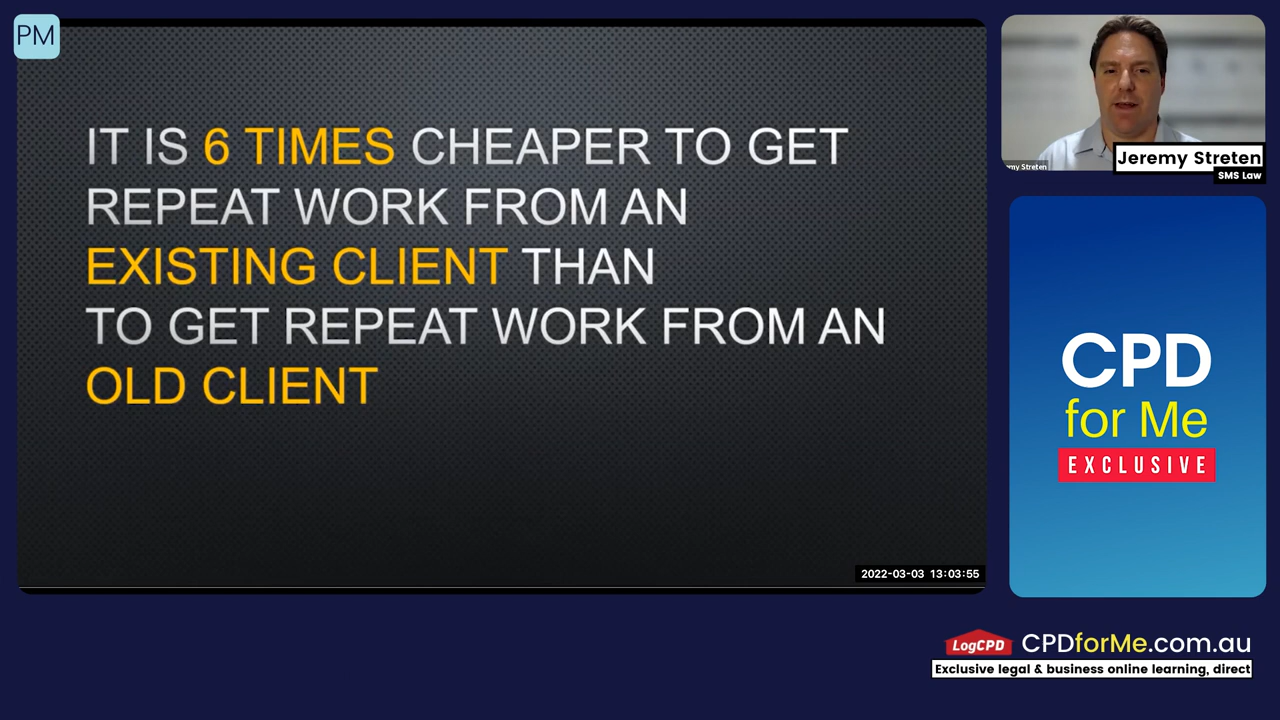 PM
IT IS 6 TIMES CHEAPER TO GET
REPEAT WORK FROM AN
EXISTING CLIENT THAN
TO GET REPEAT WORK FROM AN
OLD CLIENT
2022-03-03 13:03:55
my Streten
Jeremy Streten
SMS Law
CPD
for Me
EXCLUSIVE
LogCPD CPDforMe.com.au
Exclusive legal & business online learning, direct